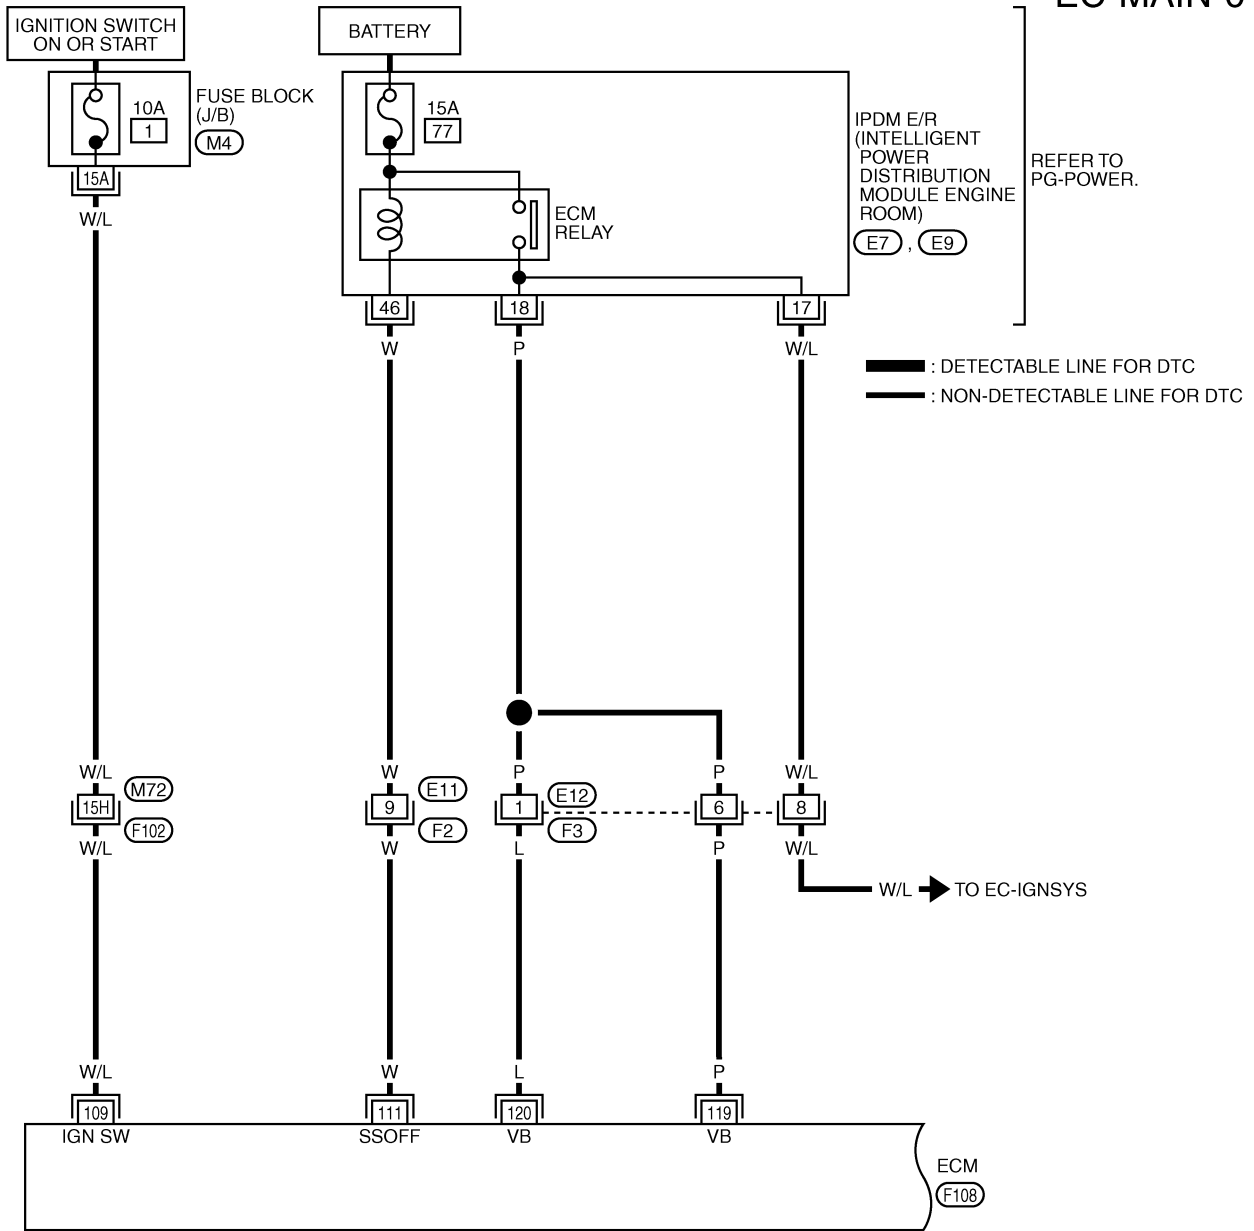 IGNITION SWITCH
ON OR START
BATTERY
10A
1
FUSE BLOCK
(J/B)
M4
15A
77
IPDM E/R
(INTELLIGENT
POWER
DISTRIBUTION
MODULE ENGINE
ROOM)
E7 , E9
REFER TO
PG-POWER.
ECM
RELAY
15A
46
18
17
W/L
W
P
W/L
: DETECTABLE LINE FOR DTC
: NON-DETECTABLE LINE FOR DTC
W/L
W
P
P
W/L
M72
E11
E12
15H
9
1
6
8
F102
F2
F3
W/L
W
L
P
W/L
W/L
TO EC-IGNSYS
W/L
W
L
P
109
111
120
119
IGN SW
SSOFF
VB
VB
ECM
F108